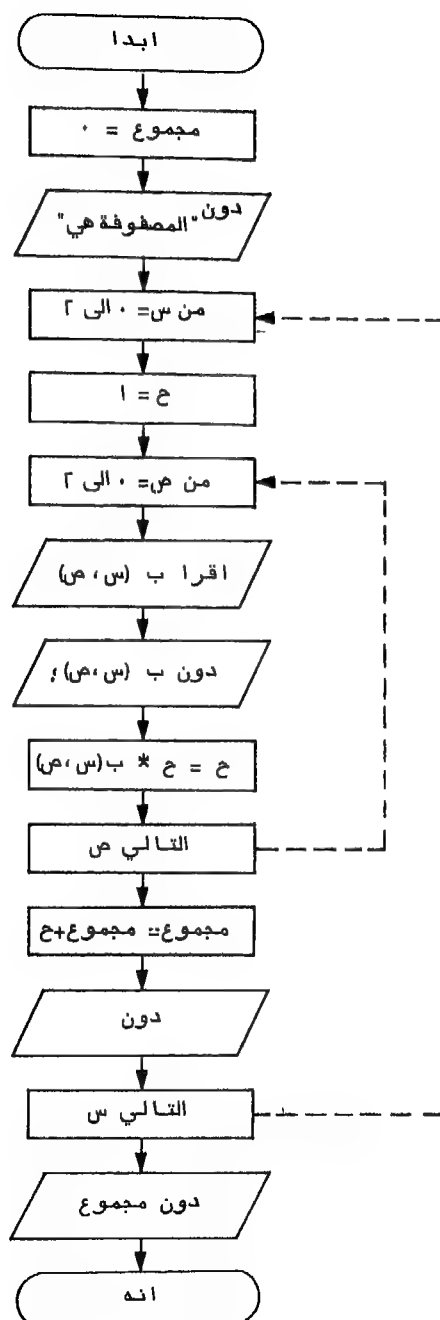 ابدا
مجموع = ٠
دون "المصفوفة هي"
من س= ٠ الى ٢
ح = ١
من ص= ٠ الى ٢
اقرا ب (س،ص)
دون ب (س،ص)؛
ح = ح * ب(س،ص)
التالي ص
مجموع= مجموع+ح
دون
التالي س
دون مجموع
انه